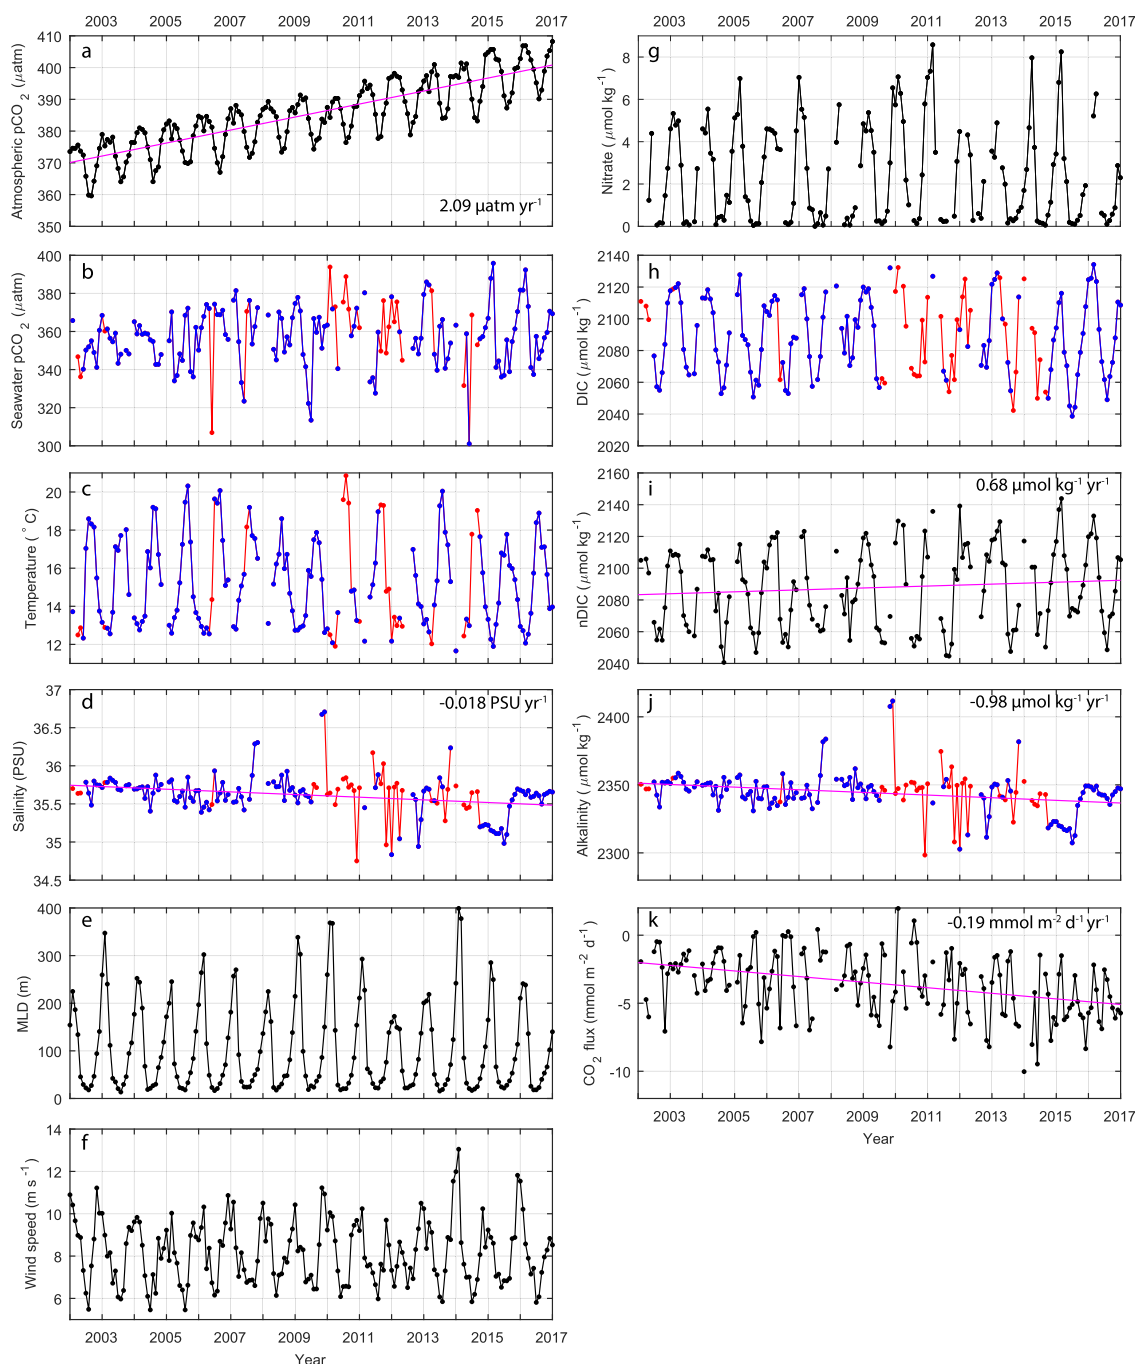 2003 2005 2007 2009 2011 2013 2015 2017
2003 2005 2007 2009 2011 2013 2015 2017
a
Atmospheric pCO2 (μatm)
410
400
390
380
370
360
350
2.09 μatm yr-1
g
Nitrate (μmol kg-1)
8
6
4
2
0
b
Seawater pCO2 (μatm)
400
380
360
340
320
300
h
DIC (μmol kg-1)
2140
2120
2100
2080
2060
2040
2020
c
Temperature (°C)
20
18
16
14
12
i
nDIC (μmol kg-1)
2160
2140
2120
2100
2080
2060
2040
0.68 μmol kg-1 yr-1
d
Salinity (PSU)
37
36.5
36
35.5
35
34.5
-0.018 PSU yr-1
j
Alkalinity (μmol kg-1)
2400
2350
2300
-0.98 μmol kg-1 yr-1
e
MLD (m)
400
300
200
100
0
k
CO2 flux (mmol m-2 d-1)
0
-5
-10
-0.19 mmol m-2 d-1 yr-1
2003 2005 2007 2009 2011 2013 2015 2017
Year
f
Wind speed (m s-1)
14
12
10
8
6
2003 2005 2007 2009 2011 2013 2015 2017
Year